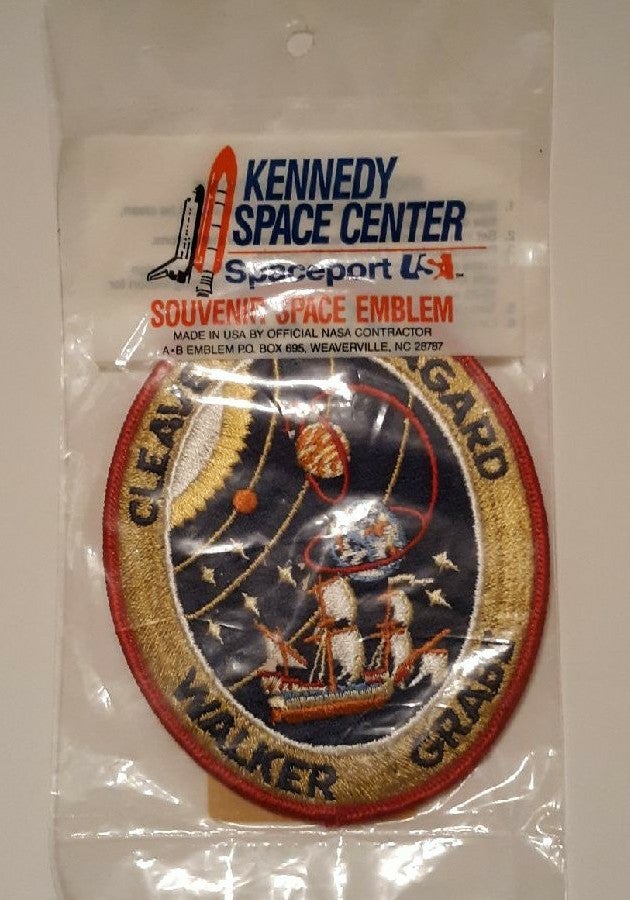 KENNEDY
SPACE CENTER
Spaceport USA
SOUVENIR SPACE EMBLEM
MADE IN USA BY OFFICIAL NASA CONTRACTOR
A•B EMBLEM P.O. BOX 695, WEAVERVILLE, NC 28787
CLEAVE
AGARD
WALKER
GRABE